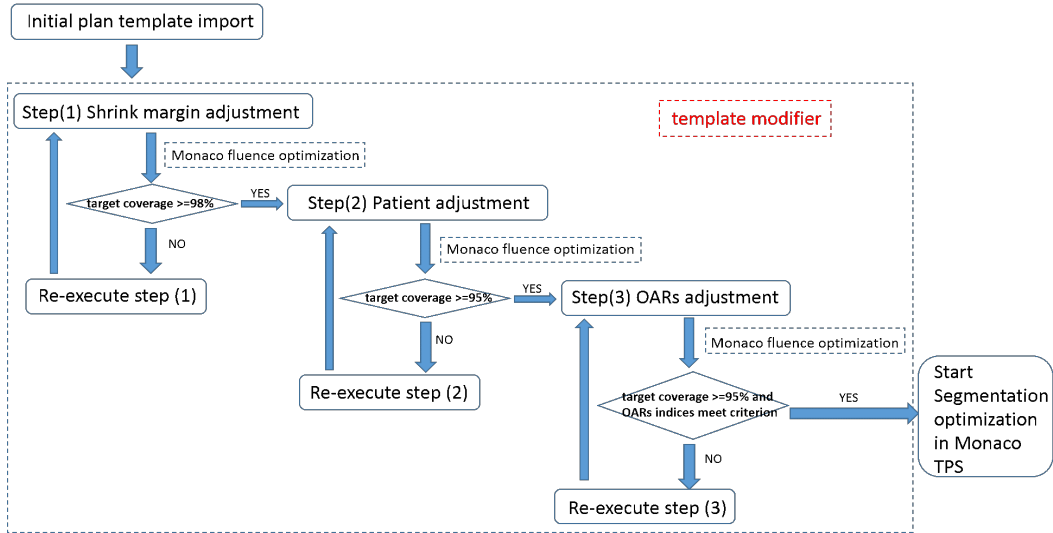 Initial plan template import
Step(1) Shrink margin adjustment
template modifier
Monaco fluence optimization
target coverage >=98%
YES
NO
Re-execute step (1)
Step(2) Patient adjustment
Monaco fluence optimization
target coverage >=95%
YES
NO
Re-execute step (2)
Step(3) OARs adjustment
Monaco fluence optimization
target coverage >=95% and
OARs indices meet criterion
YES
NO
Re-execute step (3)
Start
Segmentation
optimization
in Monaco
TPS